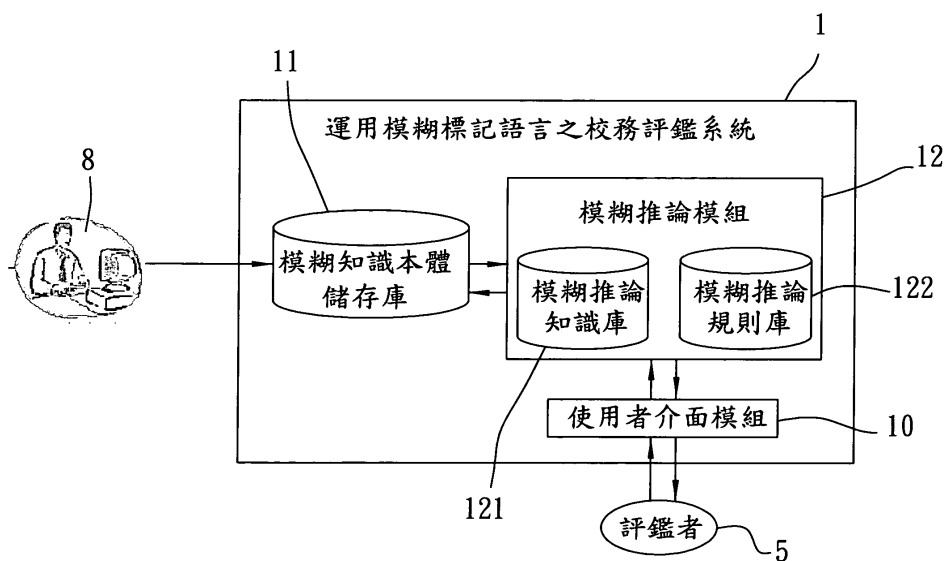 1
11
運用模糊標記語言之校務評鑑系統
12
8
模糊推論模組
模糊知識本體
儲存庫
模糊推論
知識庫
模糊推論
規則庫
122
使用者介面模組
10
121
評鑑者
5